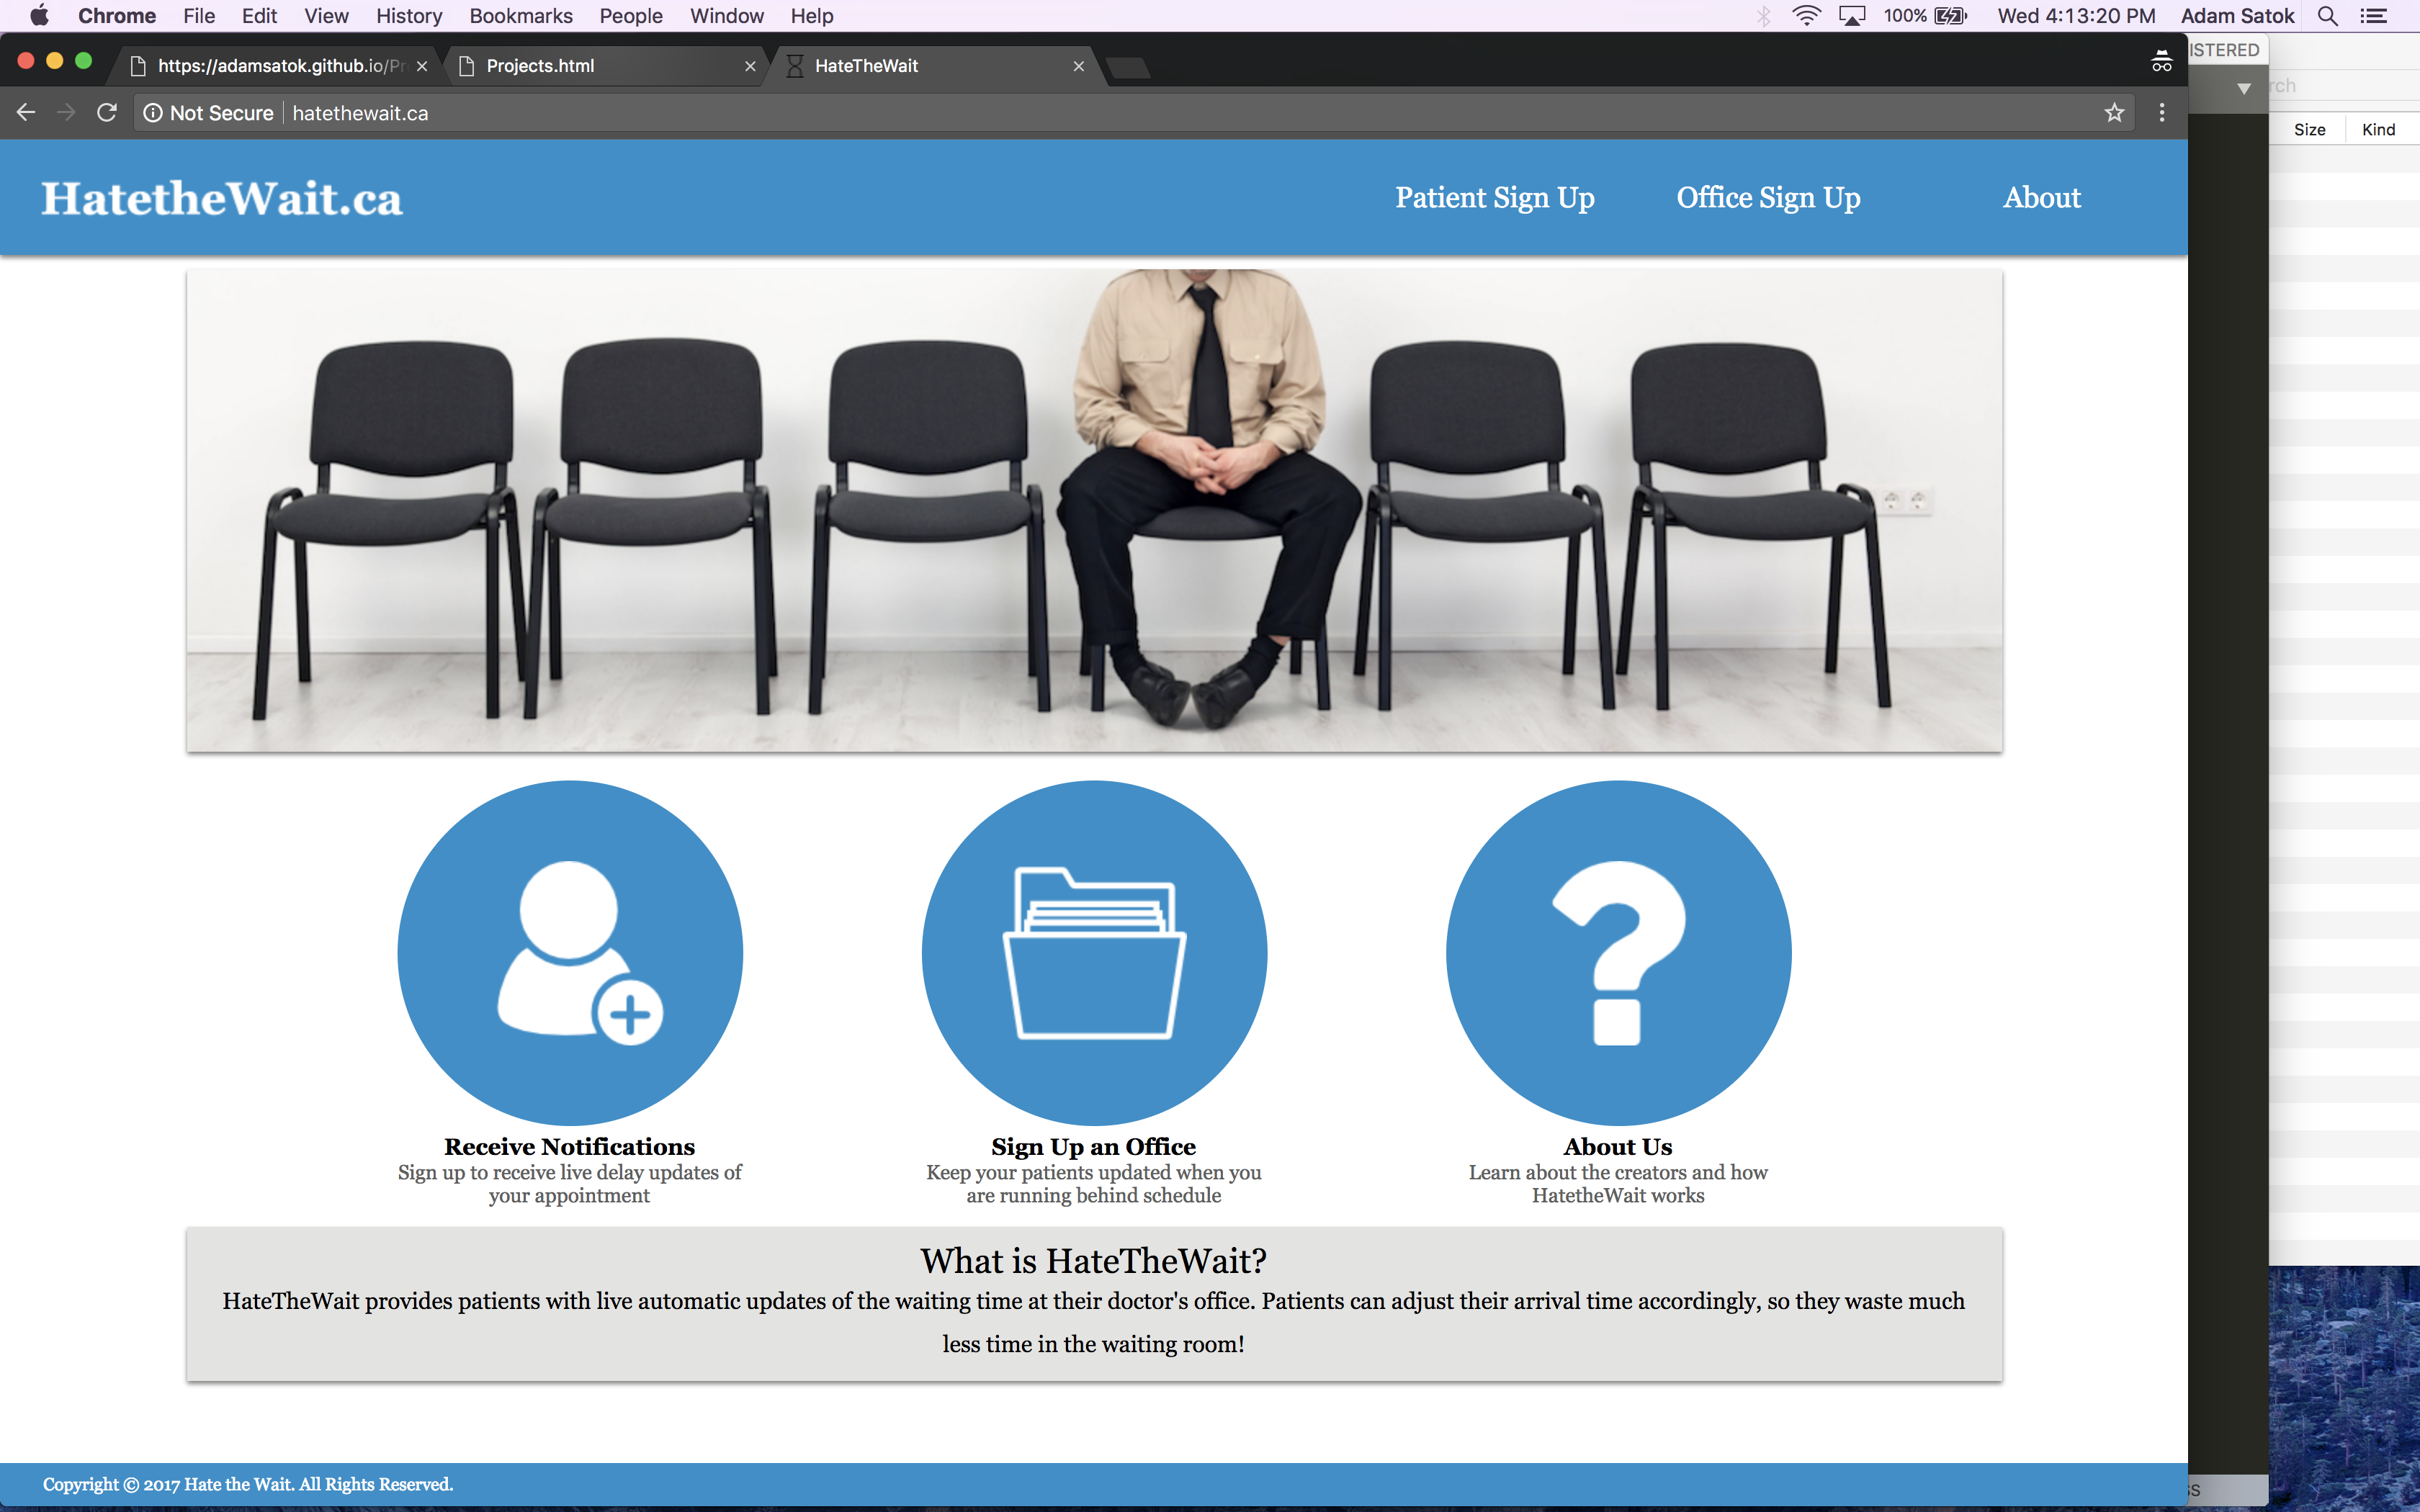 Chrome File Edit View History Bookmarks People Window Help 100% Wed 4:13:20 PM Adam Satok
https://adamsatok.github.io/Pr Projects.html HateTheWait
ISTERED
Not Secure hatethewait.ca
rch
Size Kind
HatetheWait.ca
Patient Sign Up Office Sign Up About
Receive Notifications
Sign up to receive live delay updates of
your appointment
Sign Up an Office
Keep your patients updated when you
are running behind schedule
About Us
Learn about the creators and how
HatetheWait works
What is HateTheWait?
HateTheWait provides patients with live automatic updates of the waiting time at their doctor's office. Patients can adjust their arrival time accordingly, so they waste much
less time in the waiting room!
Copyright © 2017 Hate the Wait. All Rights Reserved.